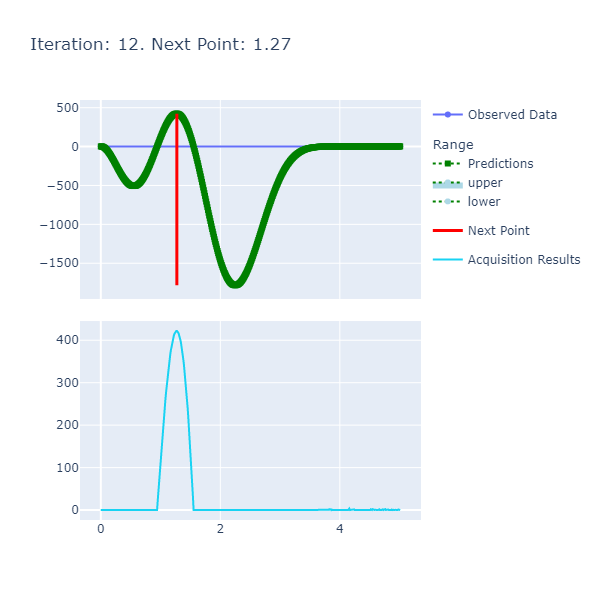 Iteration: 12. Next Point: 1.27
500
0
−500
−1000
−1500
Observed Data
Range
Predictions
upper
lower
Next Point
Acquisition Results
400
300
200
100
0
0
2
4